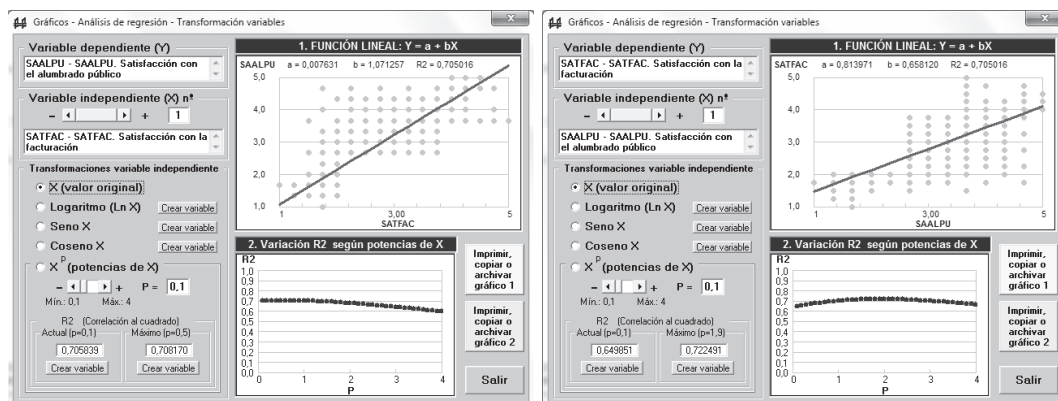 Gráficos - Análisis de regresión - Transformación variables
Variable dependiente (Y)
SAALPU - SAALPU. Satisfacción con
el alumbrado público
Variable independiente (X) nº
- + 1
SATFAC - SATFAC. Satisfacción con la
facturación
Transformaciones variable independiente
X (valor original)
Logaritmo (Ln X) Crear variable
Seno X Crear variable
Coseno X Crear variable
X P (potencias de X)
- + P = 0,1
Mín.: 0,1 Máx.: 4
R2 (Correlación al cuadrado)
Actual (p=0,1) Máximo (p=0,5)
0,705839 0,708170
Crear variable Crear variable
1. FUNCIÓN LINEAL: Y = a + bX
SAALPU a = 0,007631 b = 1,071257 R2 = 0,705016
5,0
4,0
3,0
2,0
1,0
1 3,00 5
SATFAC
2. Variación R2 según potencias de X
R2
1,0
0,9
0,8
0,7
0,6
0,5
0,4
0,3
0,2
0,1
0,0
0 1 2 3 4
P
Imprimir,
copiar o
archivar
gráfico 1
Imprimir,
copiar o
archivar
gráfico 2
Salir
Gráficos - Análisis de regresión - Transformación variables
Variable dependiente (Y)
SATFAC - SATFAC. Satisfacción con la
facturación
Variable independiente (X) nº
- + 1
SAALPU - SAALPU. Satisfacción con
el alumbrado público
Transformaciones variable independiente
X (valor original)
Logaritmo (Ln X) Crear variable
Seno X Crear variable
Coseno X Crear variable
X P (potencias de X)
- + P = 0,1
Mín.: 0,1 Máx.: 4
R2 (Correlación al cuadrado)
Actual (p=0,1) Máximo (p=1,9)
0,649851 0,722491
Crear variable Crear variable
1. FUNCIÓN LINEAL: Y = a + bX
SATFAC a = 0,813971 b = 0,658120 R2 = 0,705016
5,0
4,0
3,0
2,0
1,0
1 3,00 5
SAALPU
2. Variación R2 según potencias de X
R2
1,0
0,9
0,8
0,7
0,6
0,5
0,4
0,3
0,2
0,1
0,0
0 1 2 3 4
P
Imprimir,
copiar o
archivar
gráfico 1
Imprimir,
copiar o
archivar
gráfico 2
Salir